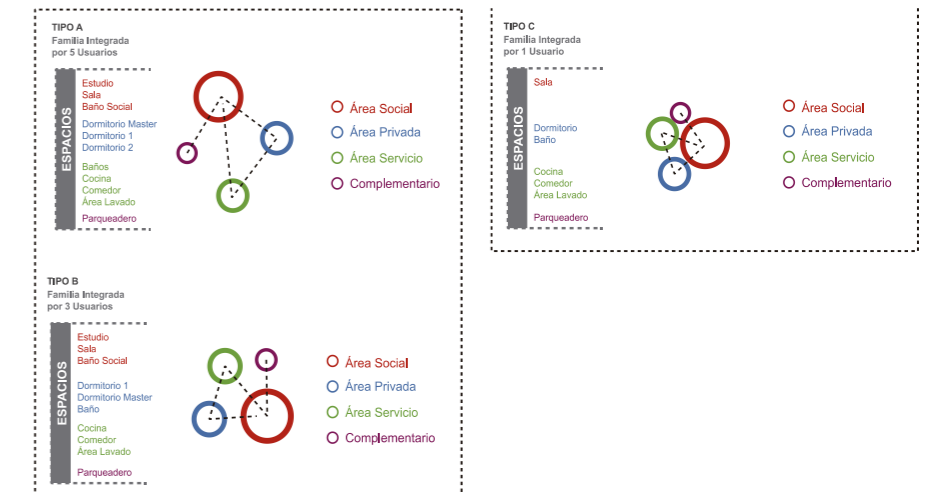 TIPO A
Familia Integrada
por 5 Usuarios
ESPACIOS
Estudio
Sala
Baño Social
Dormitorio Master
Dormitorio 1
Dormitorio 2
Baños
Cocina
Comedor
Área Lavado
Parqueadero
Área Social
Área Privada
Área Servicio
Complementario
TIPO B
Familia Integrada
por 3 Usuarios
ESPACIOS
Estudio
Sala
Baño Social
Dormitorio 1
Dormitorio Master
Baño
Cocina
Comedor
Área Lavado
Parqueadero
Área Social
Área Privada
Área Servicio
Complementario
TIPO C
Familia Integrada
por 1 Usuario
ESPACIOS
Sala
Dormitorio
Baño
Cocina
Comedor
Área Lavado
Parqueadero
Área Social
Área Privada
Área Servicio
Complementario